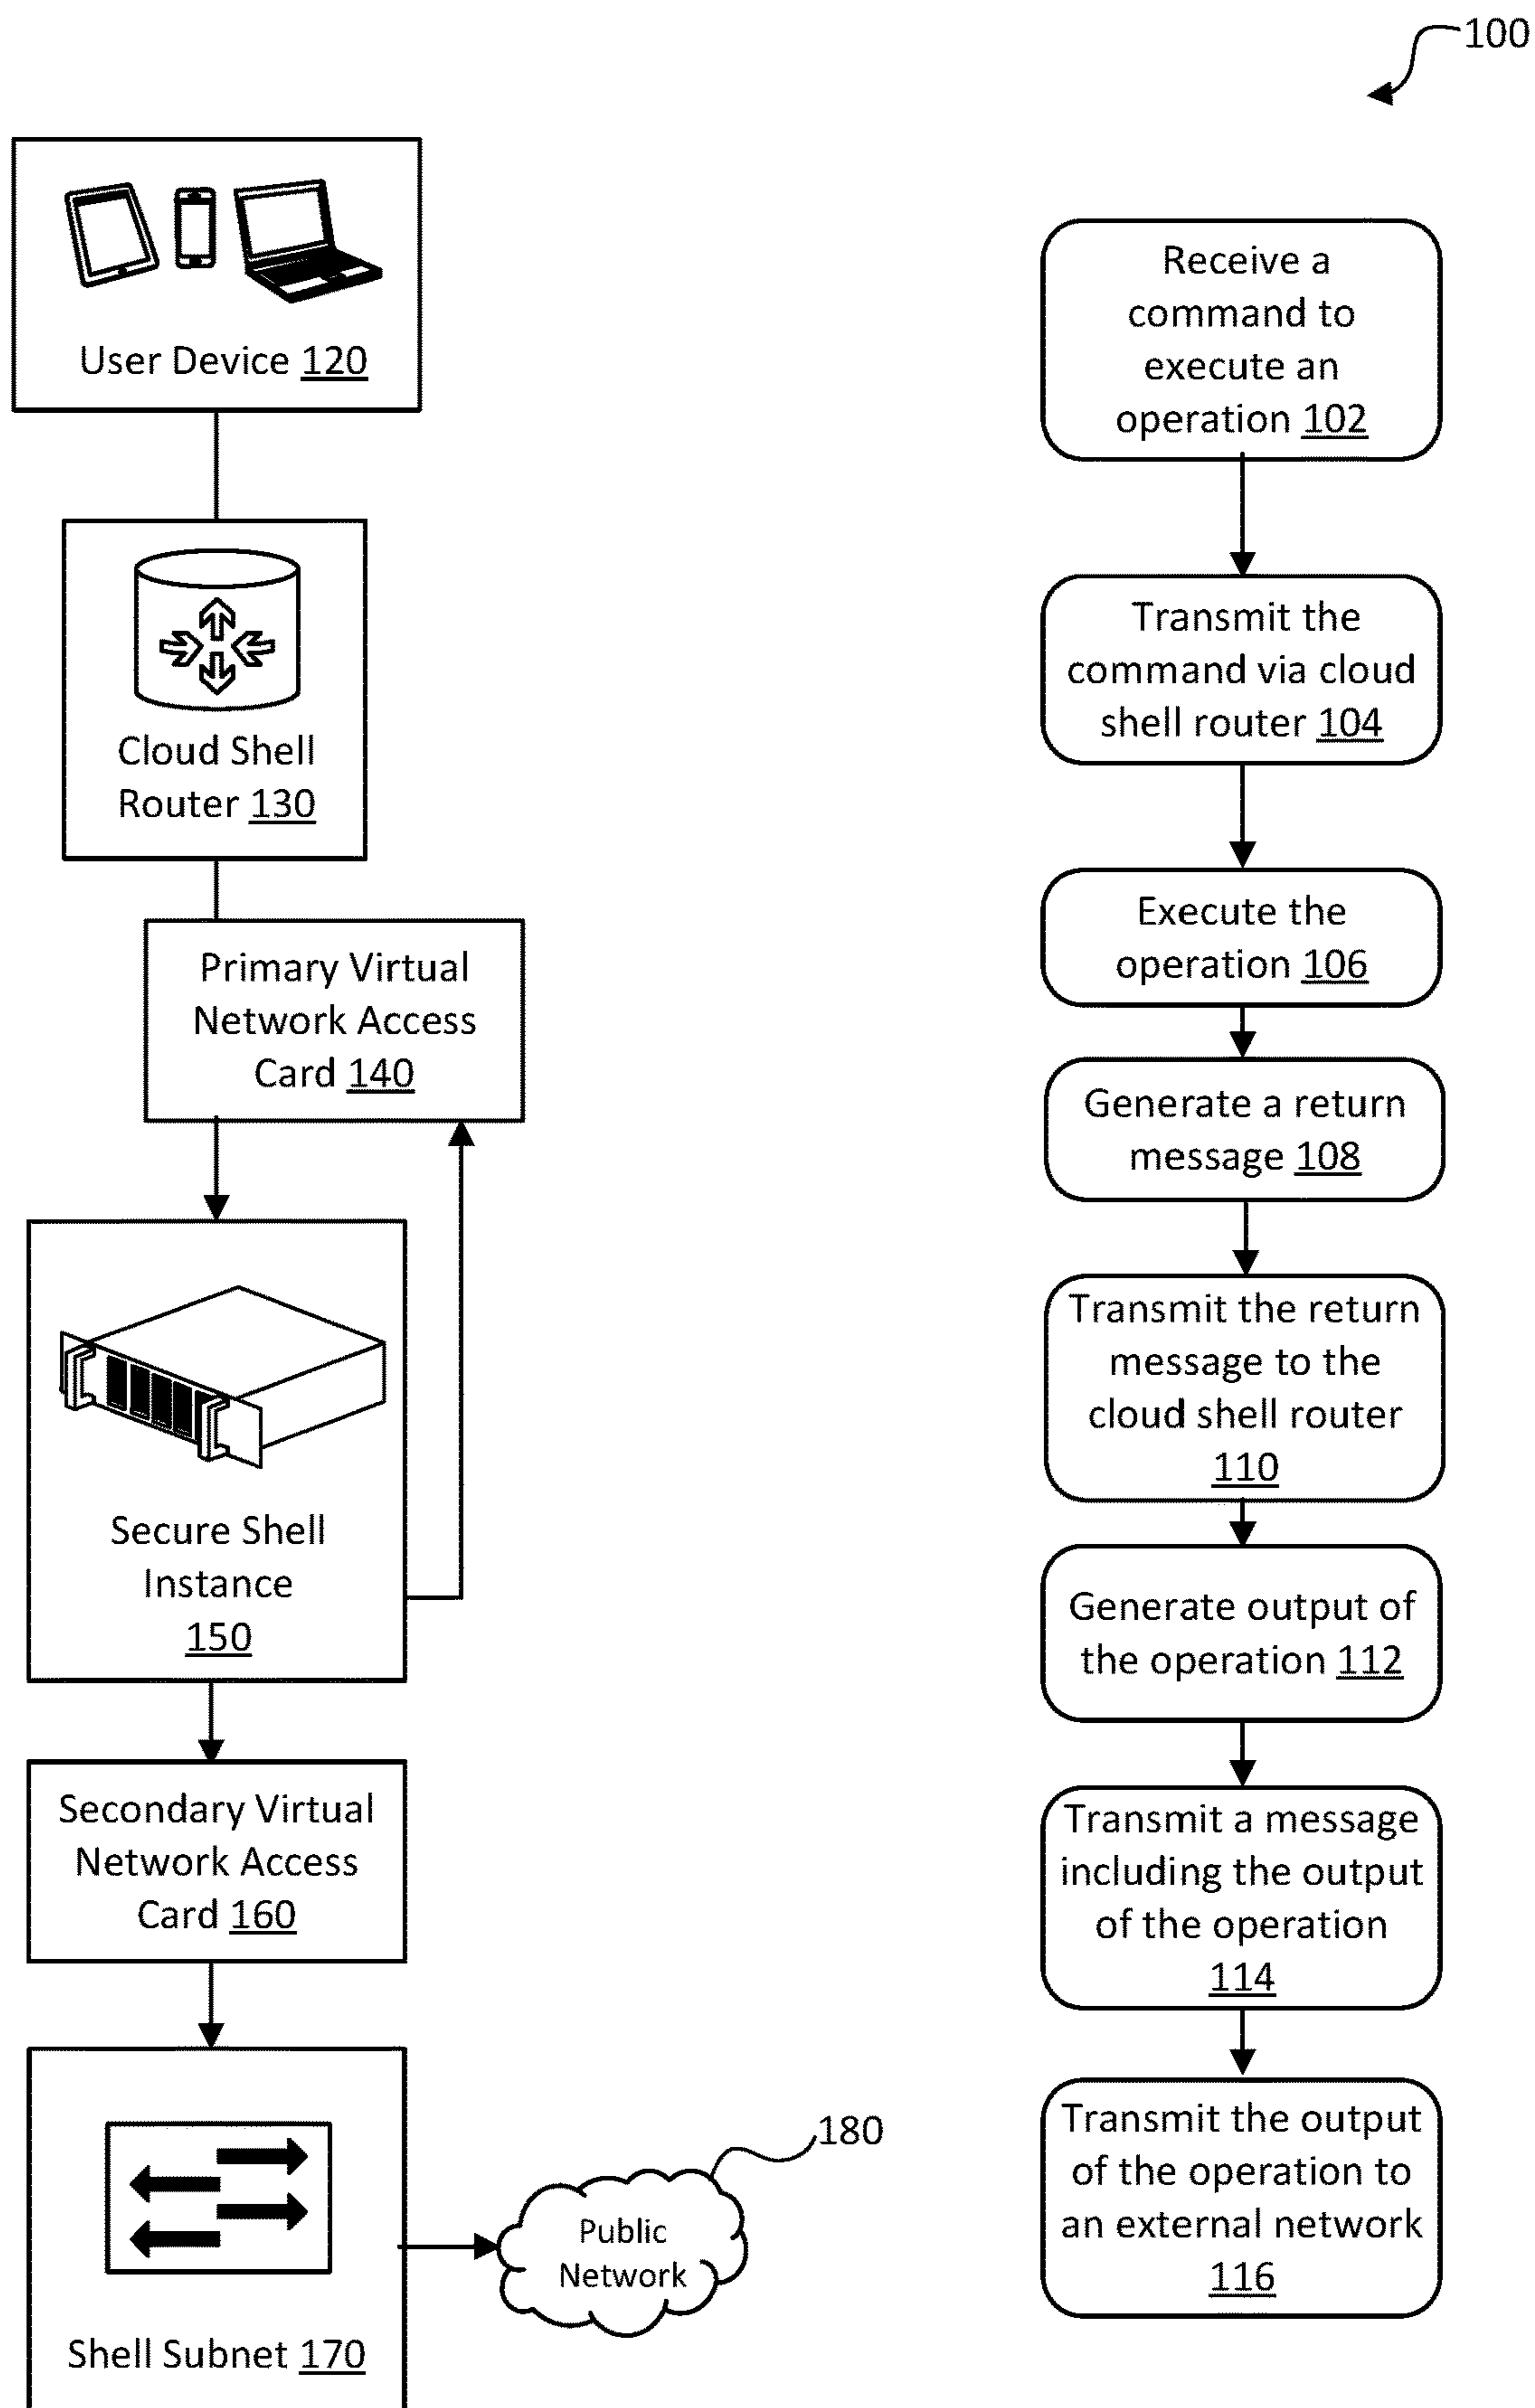 100
User Device 120
Cloud Shell
Router 130
Primary Virtual
Network Access
Card 140
Secure Shell
Instance
150
Secondary Virtual
Network Access
Card 160
Shell Subnet 170
180
Public
Network
Receive a
command to
execute an
operation 102
Transmit the
command via cloud
shell router 104
Execute the
operation 106
Generate a return
message 108
Transmit the return
message to the
cloud shell router
110
Generate output of
the operation 112
Transmit a message
including the output
of the operation
114
Transmit the output
of the operation to
an external network
116